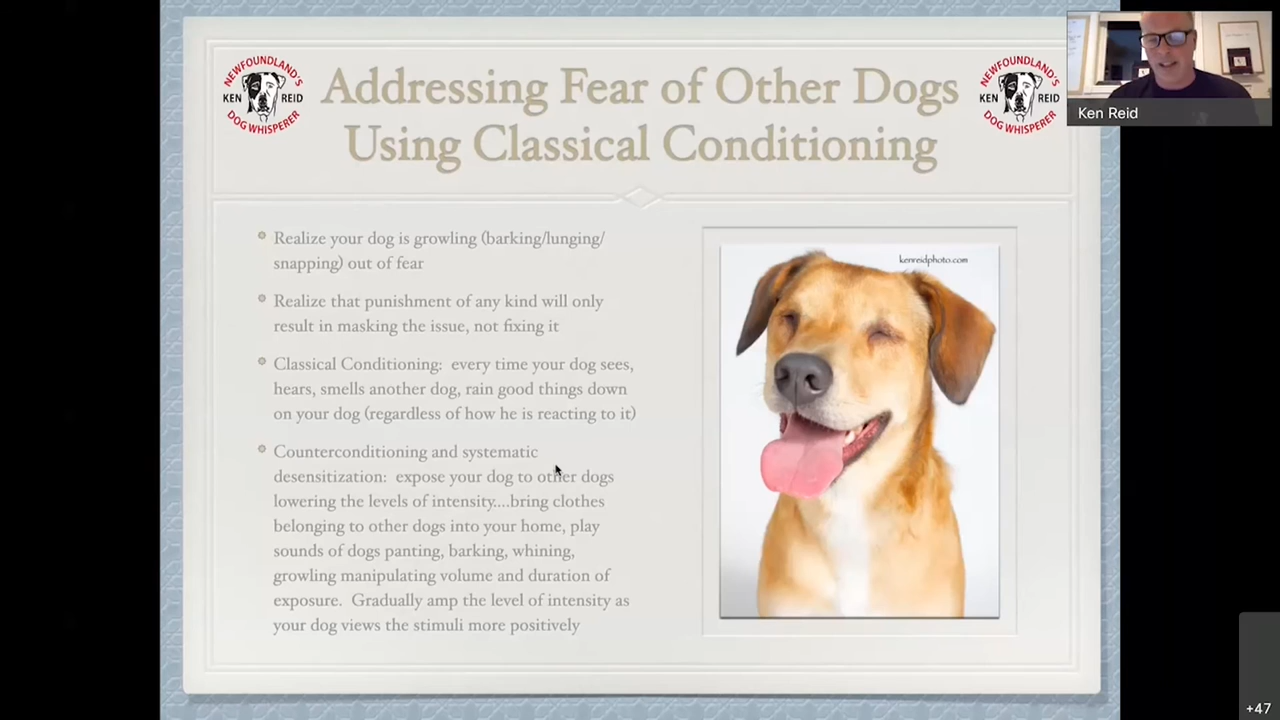 NEWFOUNDLAND'S
KEN REID
DOG WHISPERER
Addressing Fear of Other Dogs
Using Classical Conditioning
NEWFOUNDLAND'S
KEN REID
DOG WHISPERER
Ken Reid
Realize your dog is growling (barking/lunging/
snapping) out of fear
Realize that punishment of any kind will only
result in masking the issue, not fixing it
Classical Conditioning:  every time your dog sees,
hears, smells another dog, rain good things down
on your dog (regardless of how he is reacting to it)
Counterconditioning and systematic
desensitization:  expose your dog to other dogs
lowering the levels of intensity....bring clothes
belonging to other dogs into your home, play
sounds of dogs panting, barking, whining,
growling manipulating volume and duration of
exposure.  Gradually amp the level of intensity as
your dog views the stimuli more positively
kenreidphoto.com
+47